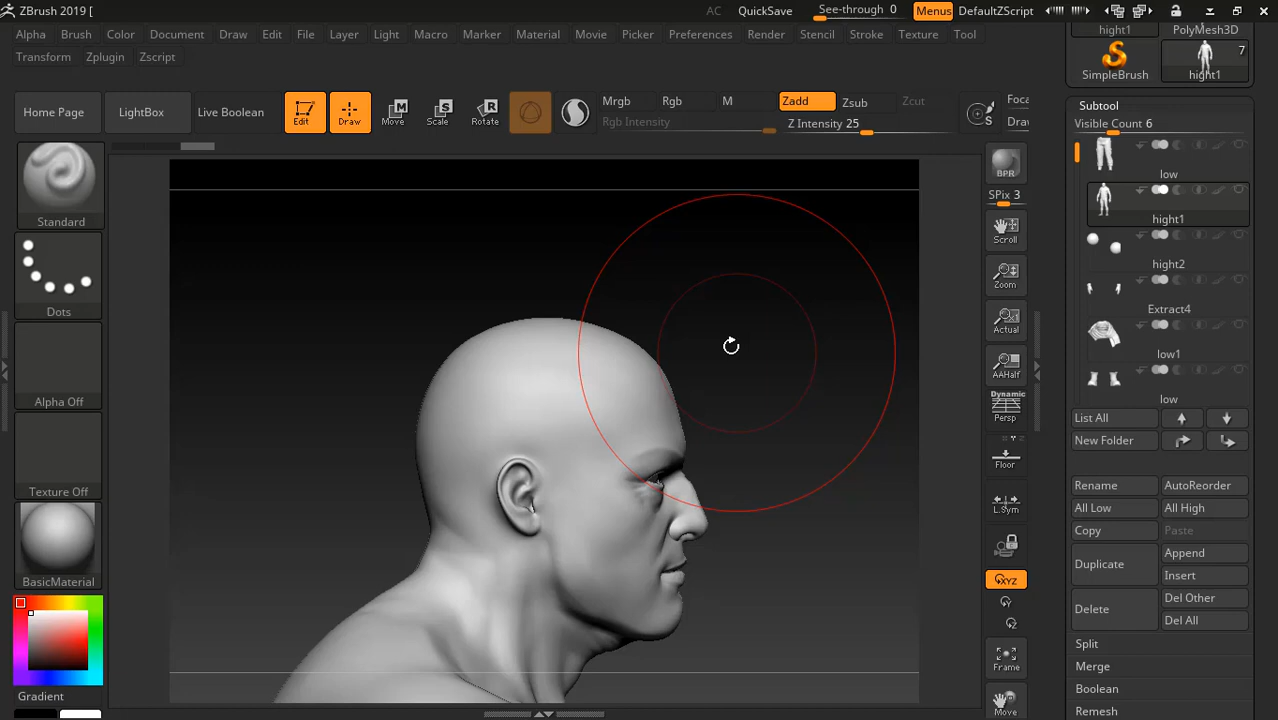 ZBrush 2019 [
AC QuickSave See-through 0 Menus DefaultZScript
Alpha Brush Color Document Draw Edit File Layer Light Macro Marker Material Movie Picker Preferences Render Stencil Stroke Texture Tool
Transform Zplugin Zscript
hight1 PolyMesh3D
SimpleBrush
7
hight1
Home Page LightBox Live Boolean
Edit Draw Move Scale Rotate
M S R
Mrgb Rgb M Zadd Zsub Zcut
Rgb Intensity Z Intensity 25
S
Foca
Draw
Standard
Dots
Alpha Off
Texture Off
BasicMaterial
Gradient
BPR
SPix 3
Scroll
Zoom
Actual
AAHalf
Dynamic
Persp
Floor
L.Sym
XYZ
Y
Z
Frame
Move
Subtool
Visible Count 6
low
hight1
hight2
Extract4
low1
low
List All
New Folder
Rename AutoReorder
All Low All High
Copy Paste
Duplicate Append
Insert
Delete Del Other
Del All
Split
Merge
Boolean
Remesh